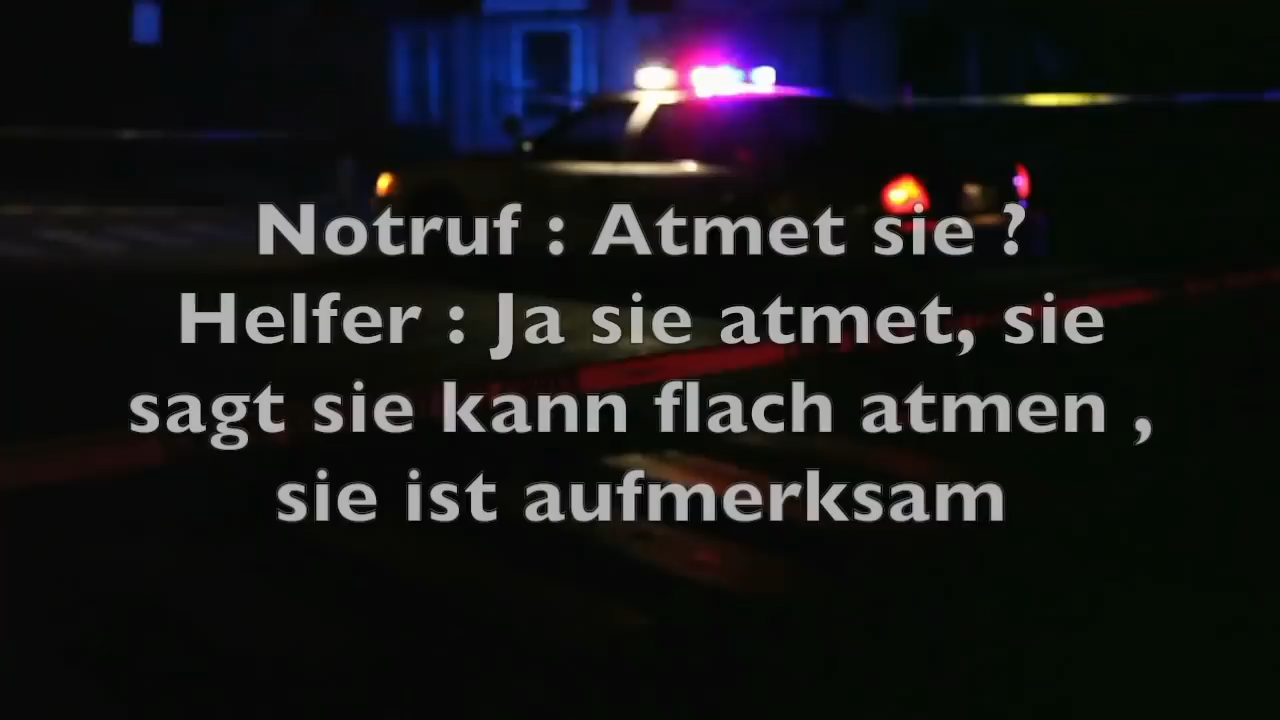 Notruf : Atmet sie ?
Helfer : Ja sie atmet, sie
sagt sie kann flach atmen ,
sie ist aufmerksam